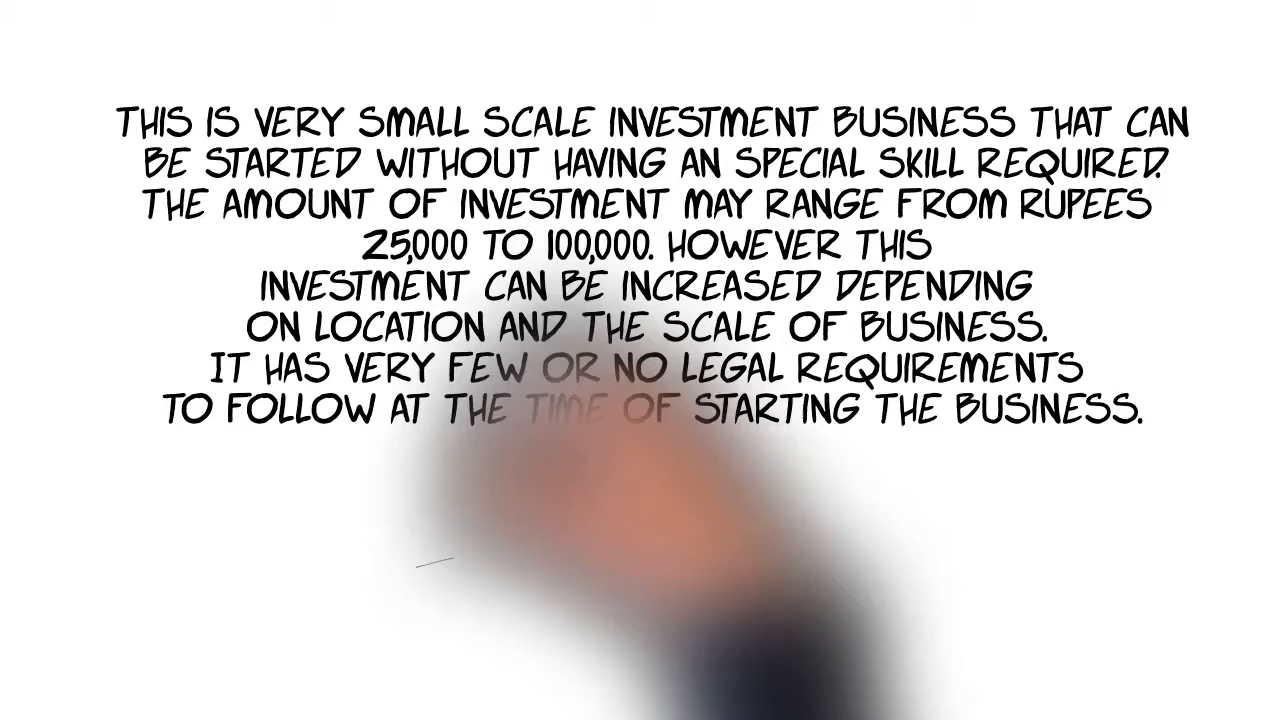 THIS IS VERY SMALL SCALE INVESTMENT BUSINESS THAT CAN
BE STARTED WITHOUT HAVING AN SPECIAL SKILL REQUIRED.
THE AMOUNT OF INVESTMENT MAY RANGE FROM RUPEES
25,000 TO 100,000. HOWEVER THIS
INVESTMENT CAN BE INCREASED DEPENDING
ON LOCATION AND THE SCALE OF BUSINESS.
IT HAS VERY FEW OR NO LEGAL REQUIREMENTS
TO FOLLOW AT THE TIME OF STARTING THE BUSINESS.